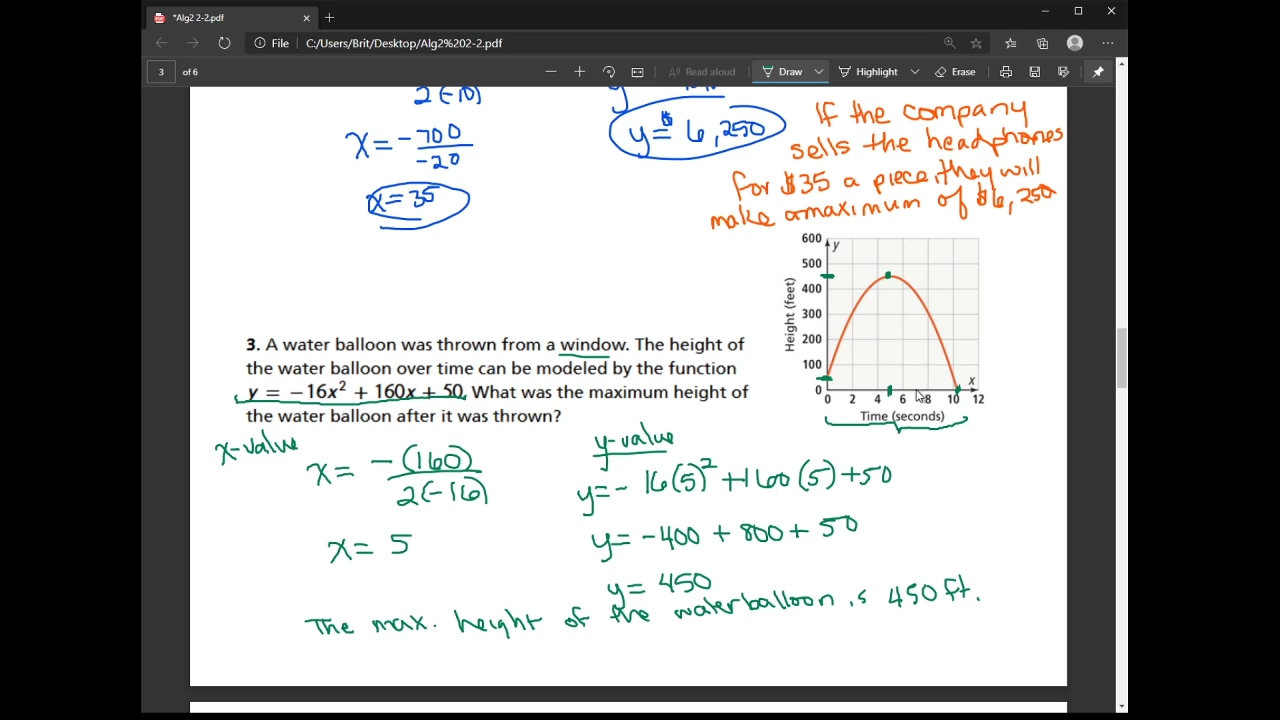 *Alg2 2-2.pdf
File C:/Users/Brit/Desktop/Alg2%202-2.pdf
3 of 6 Read aloud Draw Highlight Erase
2(-10)
x = -700
-20
x = 35
y = $6,250
If the company
sells the headphones
for $35 a piece, they will
make a maximum of $6,250
600
500
400
300
200
100
0
y
x
Height (feet)
0 2 4 6 8 10 12
Time (seconds)
3. A water balloon was thrown from a window. The height of
the water balloon over time can be modeled by the function
y = −16x² + 160x + 50. What was the maximum height of
the water balloon after it was thrown?
x-value
x = -(160)
2(-16)
x = 5
y-value
y = -16(5)² + 160(5) + 50
y = -400 + 800 + 50
y = 450
The max. height of the waterballoon is 450 ft.